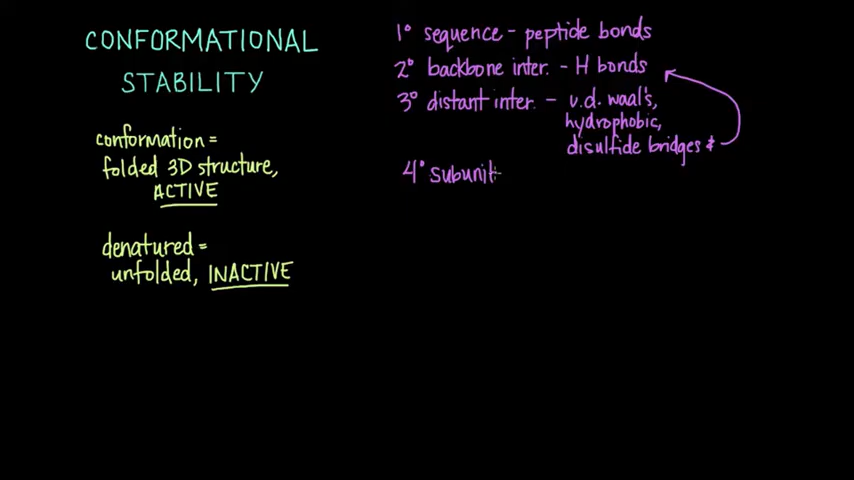 CONFORMATIONAL
STABILITY
conformation =
folded 3D structure,
ACTIVE
denatured =
unfolded, INACTIVE
1° sequence - peptide bonds
2° backbone inter. - H bonds
3° distant inter. - v.d. waal's,
hydrophobic,
disulfide bridges &
4° subunit